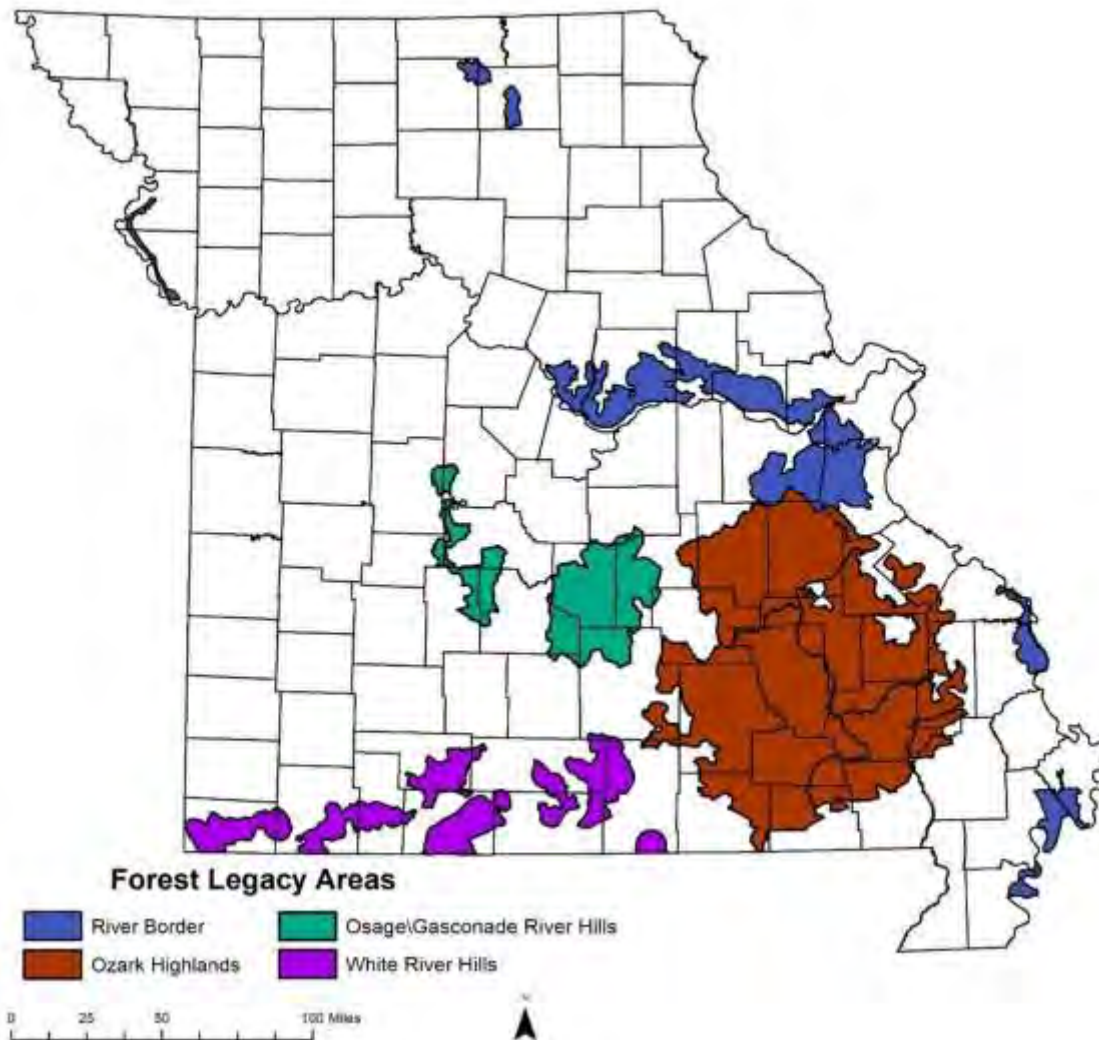 Forest Legacy Areas
River Border
Osage\Gasconade River Hills
Ozark Highlands
White River Hills
0 25 50 100 Miles